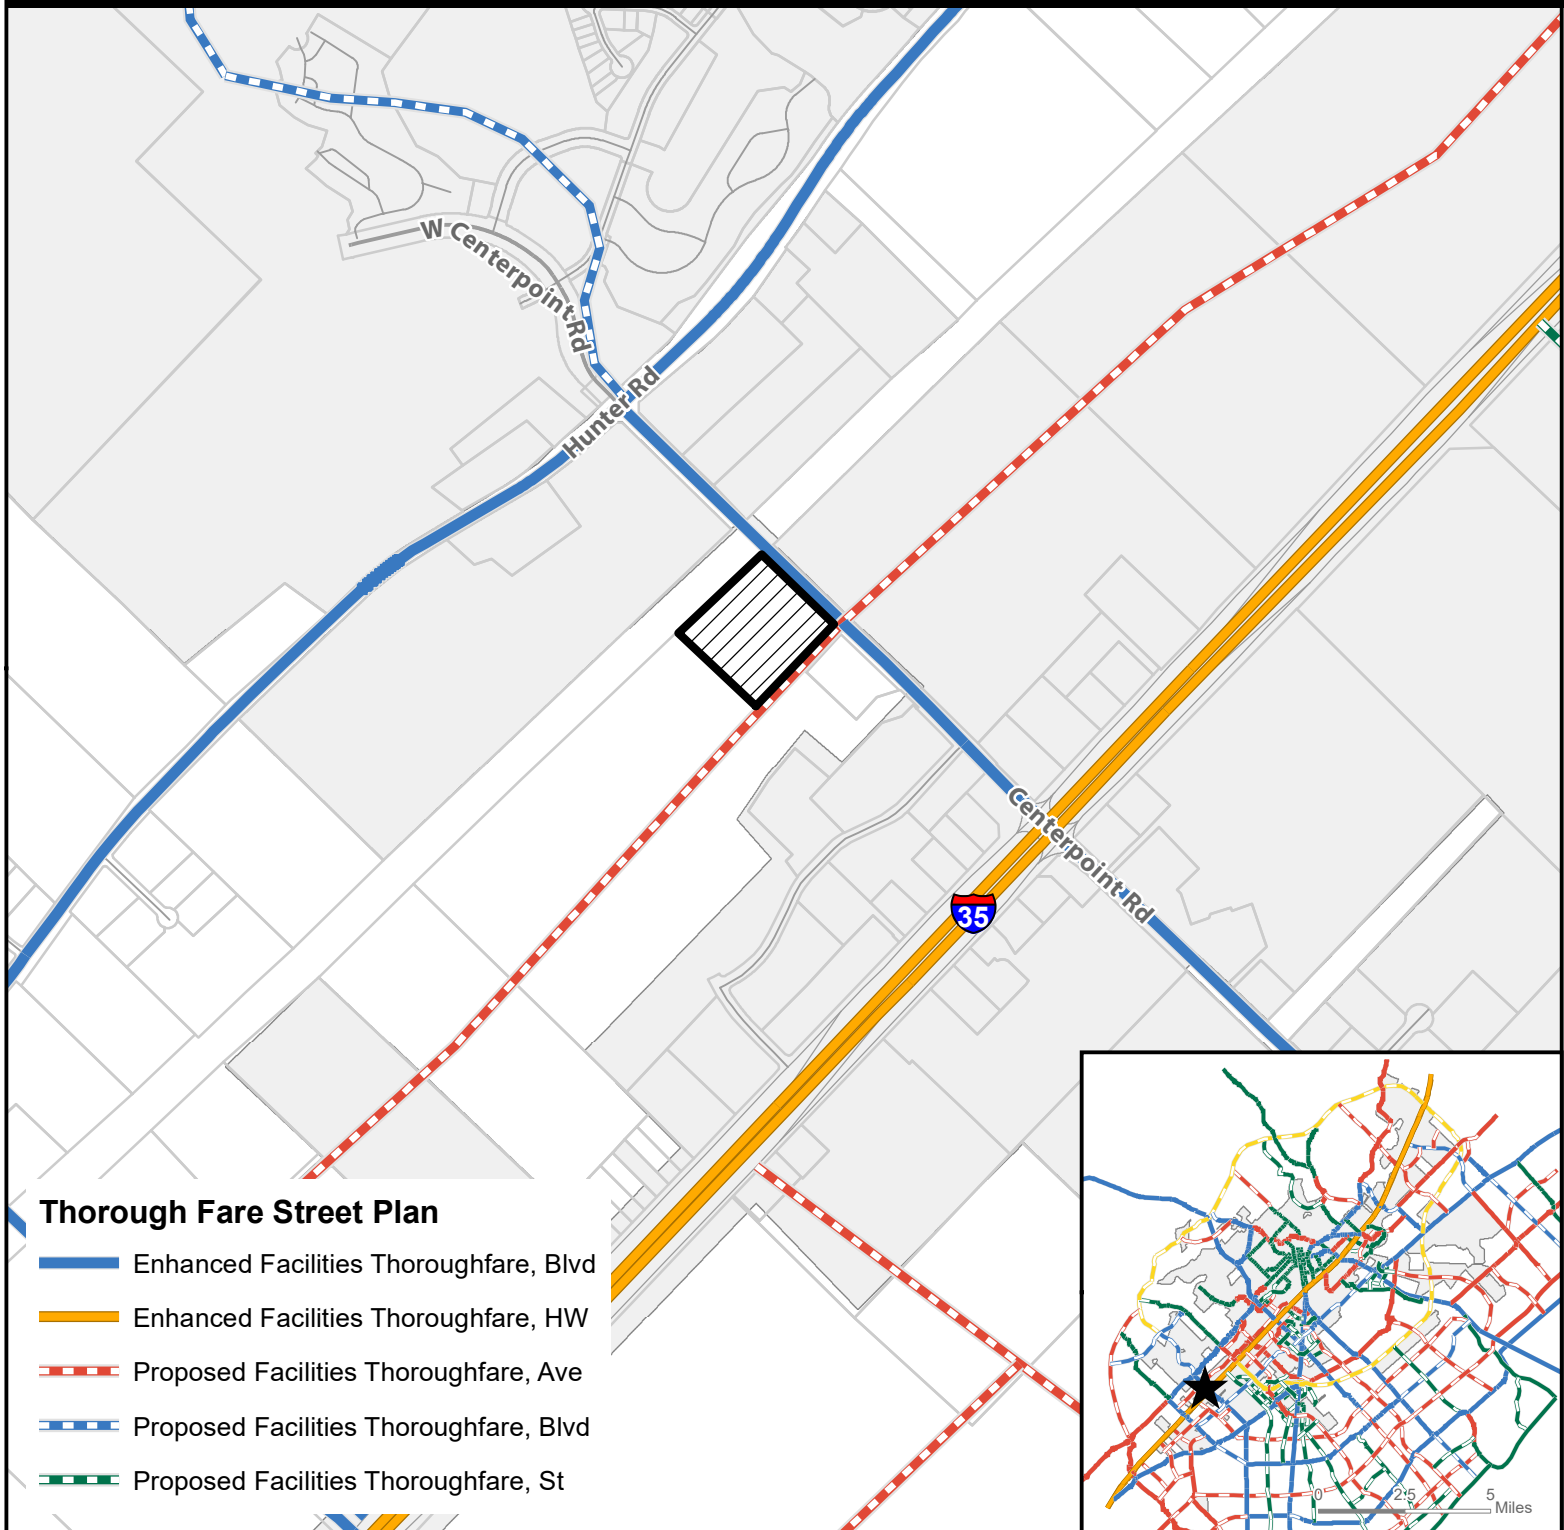 W Centerpoint Rd
Hunter Rd
Centerpoint Rd
35
Thorough Fare Street Plan
Enhanced Facilities Thoroughfare, Blvd
Enhanced Facilities Thoroughfare, HW
Proposed Facilities Thoroughfare, Ave
Proposed Facilities Thoroughfare, Blvd
Proposed Facilities Thoroughfare, St
0 2.5 5
Miles